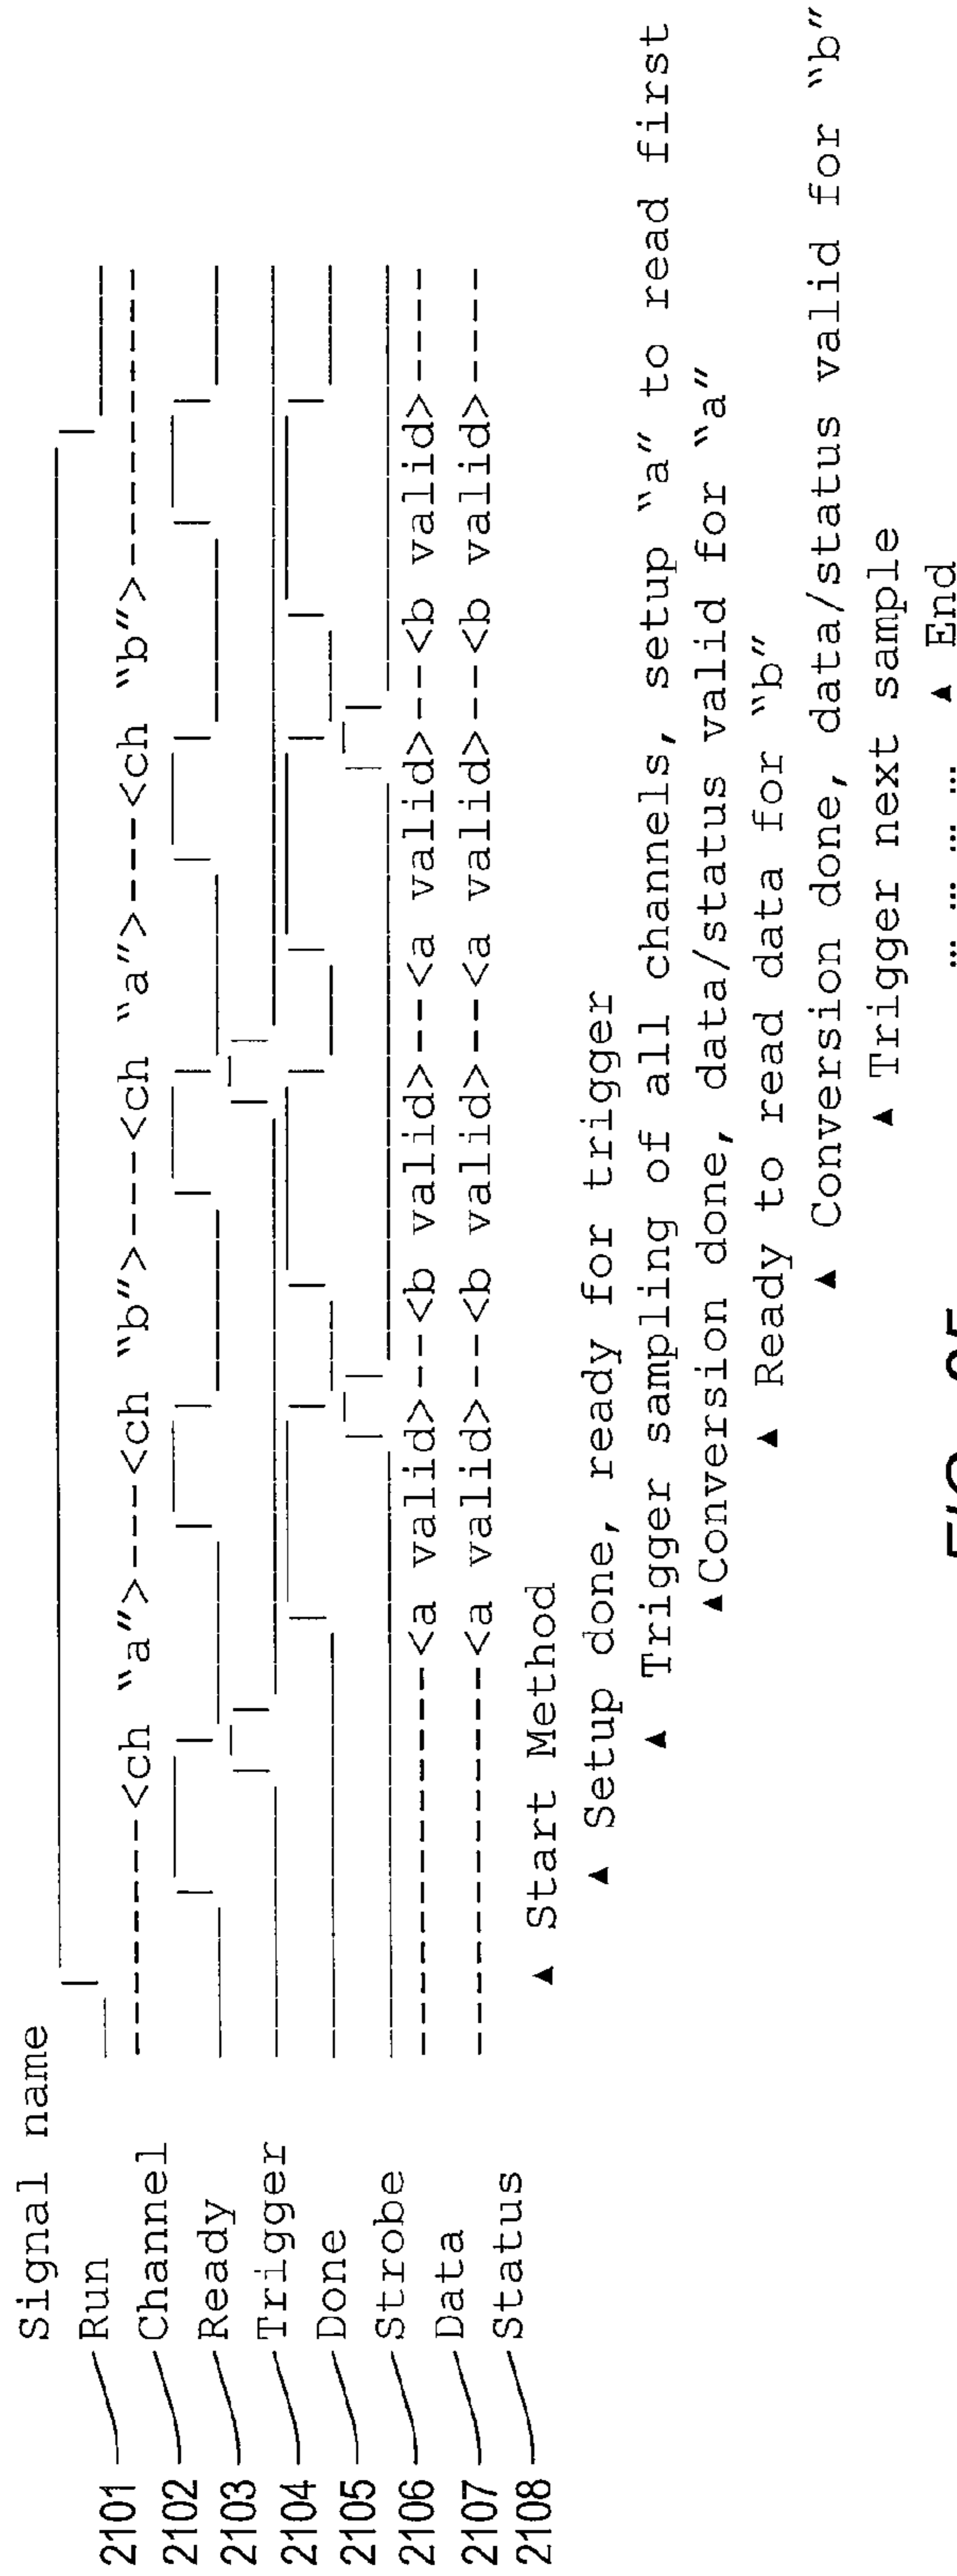 Signal name
2101 Run
2102 Channel -------<ch "a">----<ch "b">----<ch "a">---<ch "b">-----------
2103 Ready
2104 Trigger
2105 Done
2106 Strobe
2107 Data ------------<a valid>---<b valid>---<a valid>---<b valid>-----
2108 Status ------------<a valid>---<b valid>---<a valid>---<b valid>-----
▲ Start Method
▲ Setup done, ready for trigger
▲ Trigger sampling of all channels, setup "a" to read first
▲Conversion done, data/status valid for "a"
▲ Ready to read data for "b"
▲ Conversion done, data/status valid for "b"
▲ Trigger next sample
… … … … ▲ End